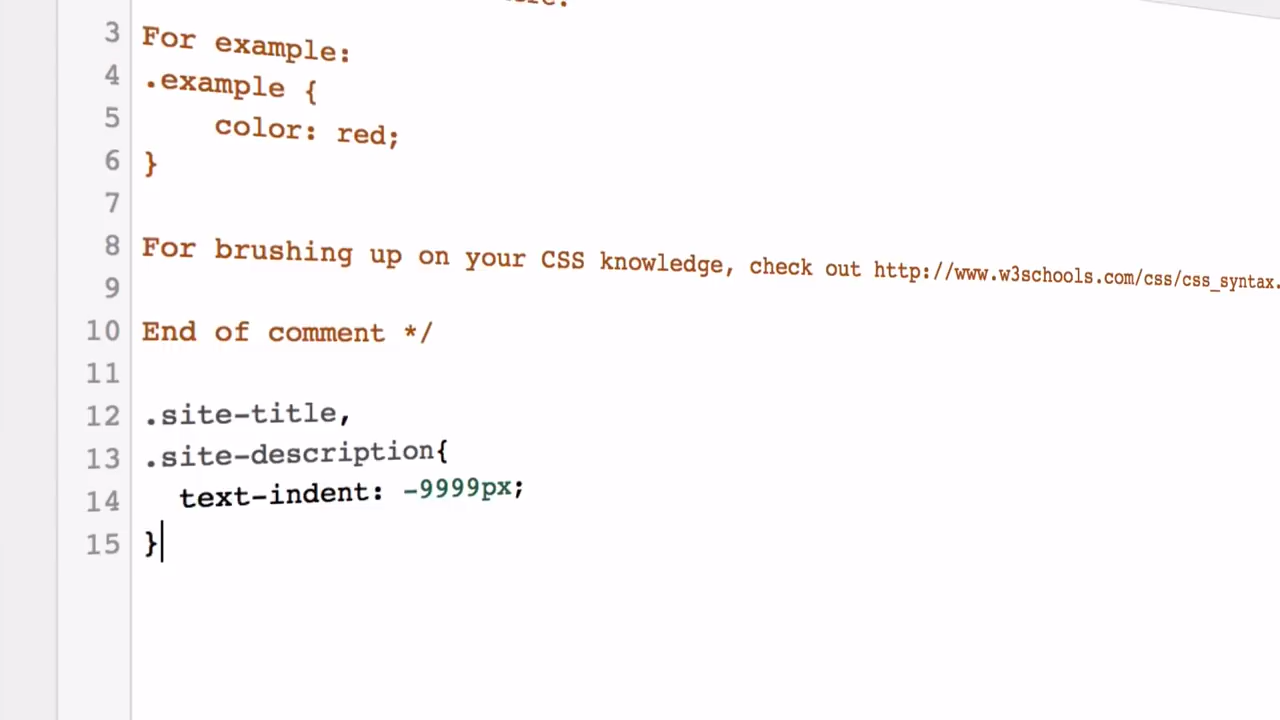 3 For example:
4 .example {
5 color: red;
6 }
7
8 For brushing up on your CSS knowledge, check out http://www.w3schools.com/css/css_syntax.
9
10 End of comment */
11
12 .site-title,
13 .site-description{
14 text-indent: -9999px;
15 }